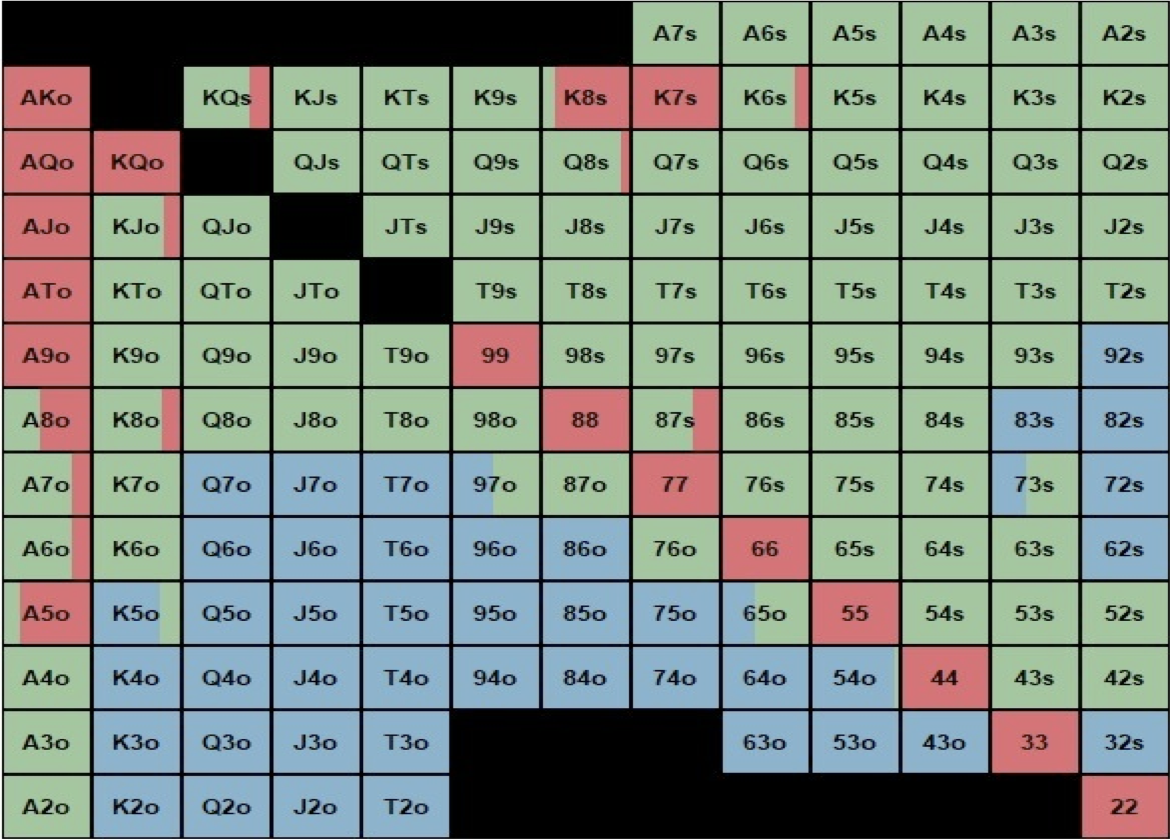 A7s A6s A5s A4s A3s A2s
AKo KQs KJs KTs K9s K8s K7s K6s K5s K4s K3s K2s
AQo KQo QJs QTs Q9s Q8s Q7s Q6s Q5s Q4s Q3s Q2s
AJo KJo QJo JTs J9s J8s J7s J6s J5s J4s J3s J2s
ATo KTo QTo JTo T9s T8s T7s T6s T5s T4s T3s T2s
A9o K9o Q9o J9o T9o 99 98s 97s 96s 95s 94s 93s 92s
A8o K8o Q8o J8o T8o 98o 88 87s 86s 85s 84s 83s 82s
A7o K7o Q7o J7o T7o 97o 87o 77 76s 75s 74s 73s 72s
A6o K6o Q6o J6o T6o 96o 86o 76o 66 65s 64s 63s 62s
A5o K5o Q5o J5o T5o 95o 85o 75o 65o 55 54s 53s 52s
A4o K4o Q4o J4o T4o 94o 84o 74o 64o 54o 44 43s 42s
A3o K3o Q3o J3o T3o 63o 53o 43o 33 32s
A2o K2o Q2o J2o T2o 22